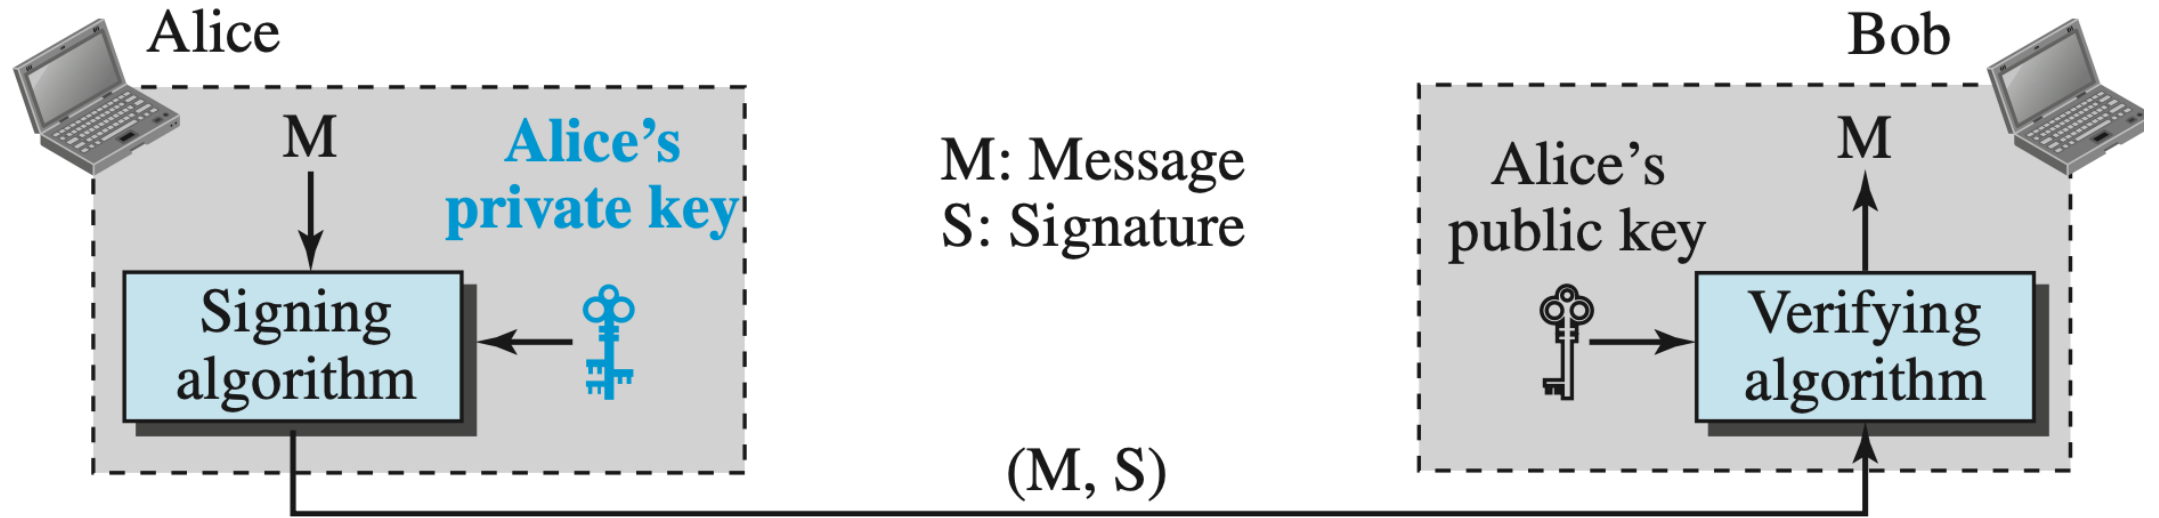 Alice
M
Alice's
private key
Signing
algorithm
M: Message
S: Signature
(M, S)
Bob
M
Alice's
public key
Verifying
algorithm